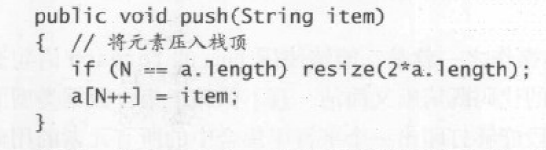 public void push(String item)
{  // 将元素压入栈顶
   if (N == a.length) resize(2*a.length);
   a[N++] = item;
}